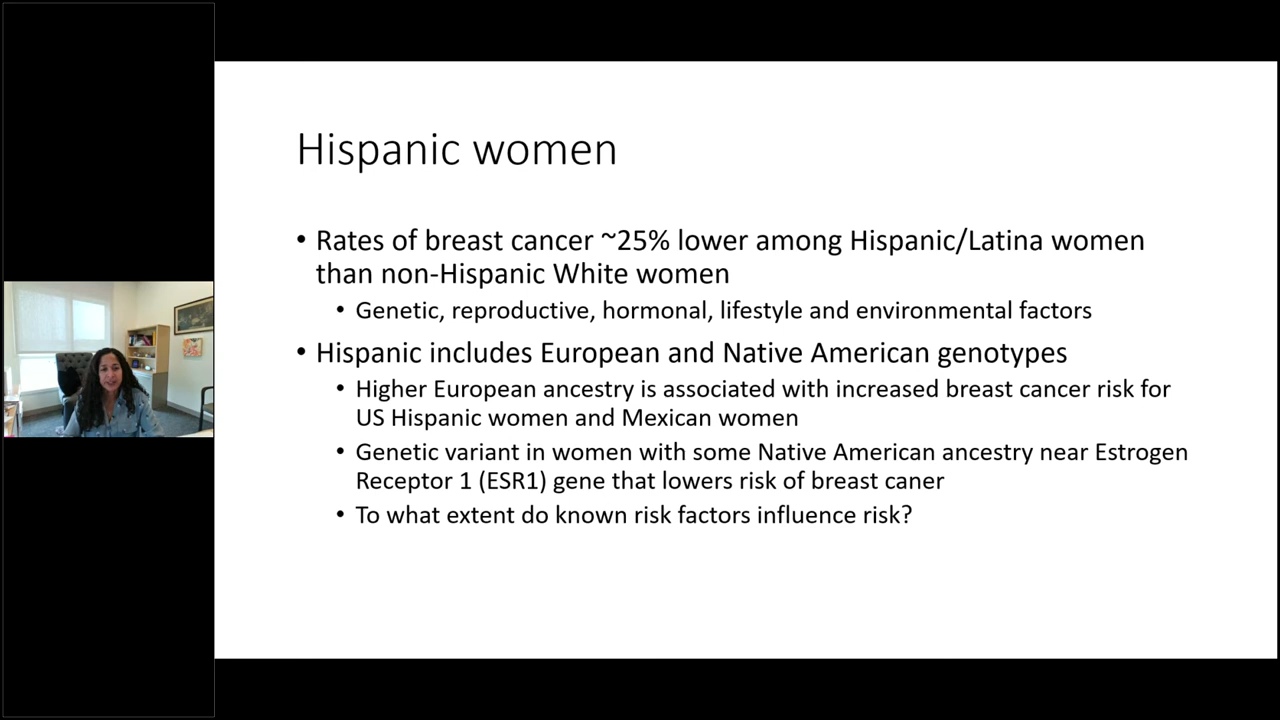 Hispanic women
• Rates of breast cancer ~25% lower among Hispanic/Latina women
than non-Hispanic White women
• Genetic, reproductive, hormonal, lifestyle and environmental factors
• Hispanic includes European and Native American genotypes
• Higher European ancestry is associated with increased breast cancer risk for
US Hispanic women and Mexican women
• Genetic variant in women with some Native American ancestry near Estrogen
Receptor 1 (ESR1) gene that lowers risk of breast caner
• To what extent do known risk factors influence risk?